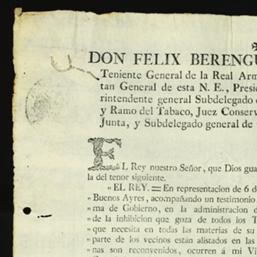 DON FELIX BERENGU
Teniente General de la Real Arm
tan General de esta N. E., Presi
rintendente general Subdelegado
y Ramo del Tabaco, Juez Conserv
Junta, y Subdelegado general de
EL Rey nuestro Señor, que Dios gua
la del tenor siguiente.
„ EL REY. = En representacion de 6 d
„ Buenos Ayres, acompañando un testimonio
„ ma de Gobierno, en la administracion d
„ de la inhibicion que goza de todos los T
„ que necesita en todas las materias de su
„ parte de los vecinos están alistados en las
„ nas son reconvenidos, ocurren á mi Vi